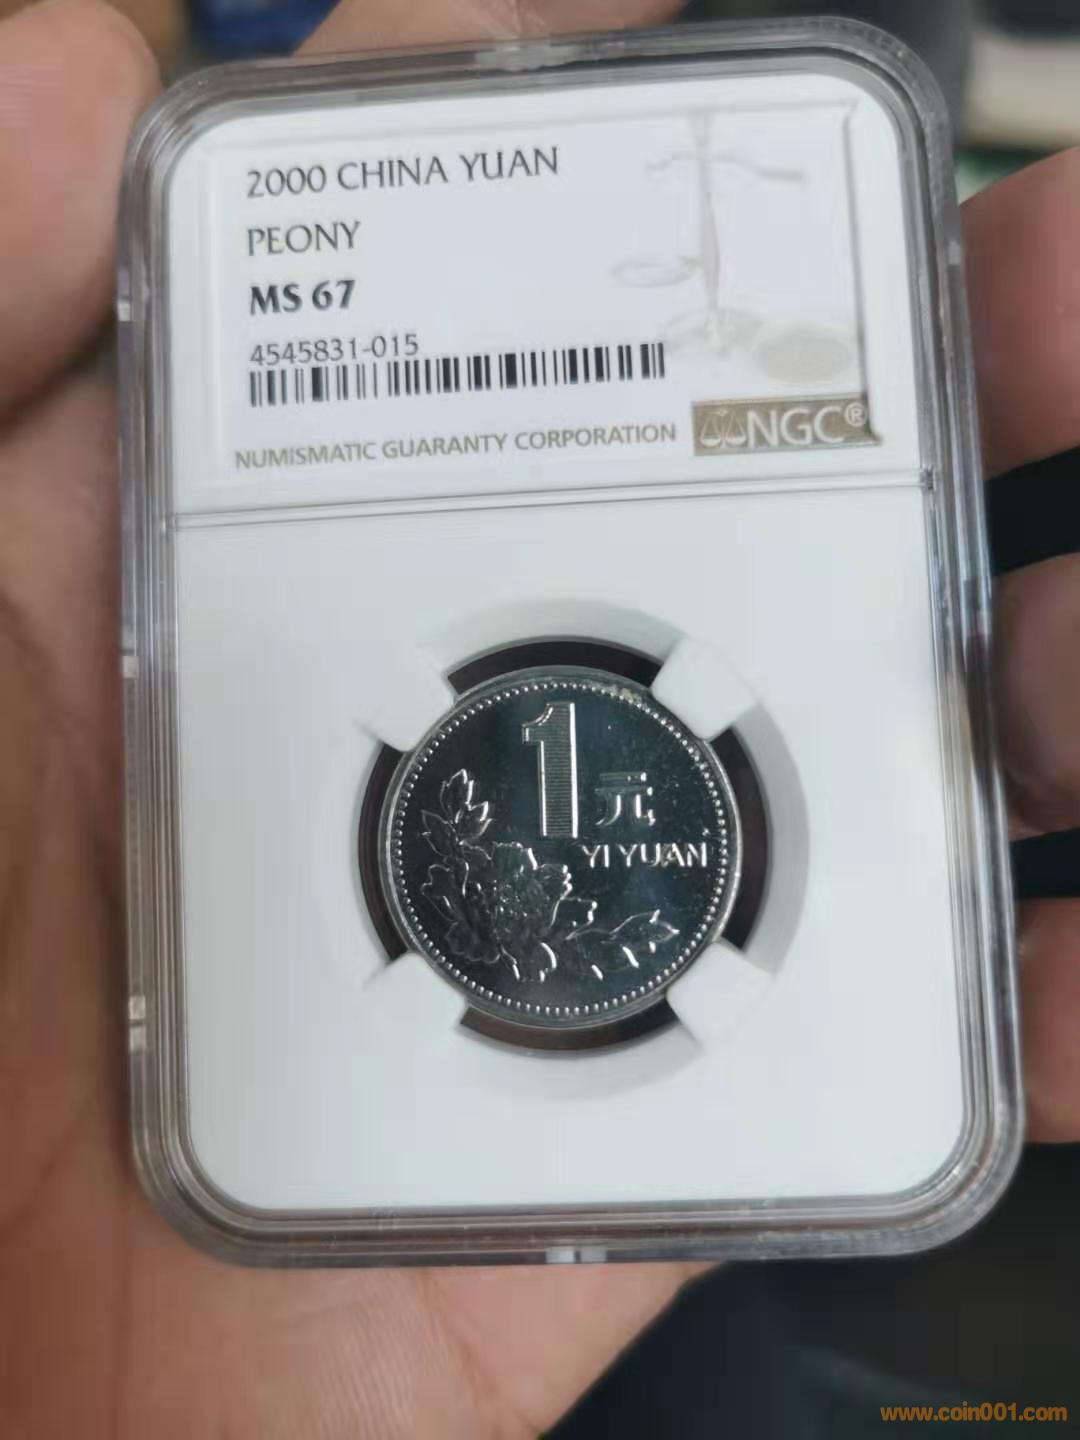 2000 CHINA YUAN
PEONY
MS 67
4545831-015
NUMISMATIC GUARANTY CORPORATION
NGC®
1元
YI YUAN
www.coin001.com